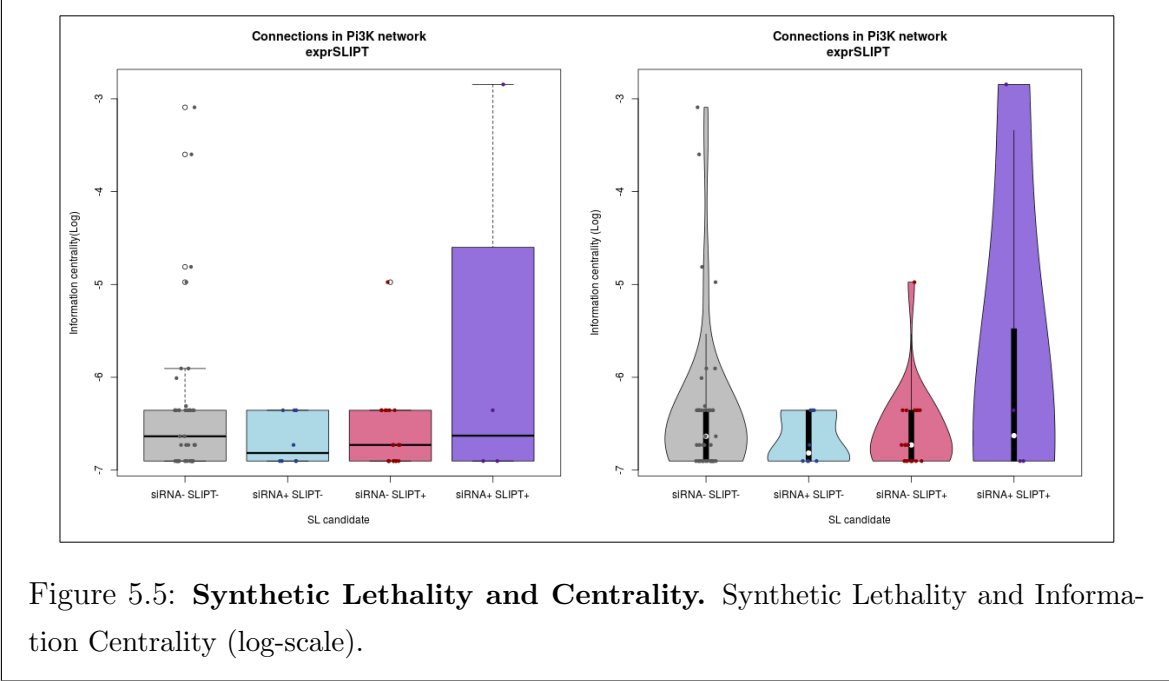 Connections in Pi3K network
exprSLIPT
Information centrality(Log)
-3
-4
-5
-6
-7
siRNA- SLIPT-
siRNA+ SLIPT-
siRNA- SLIPT+
siRNA+ SLIPT+
SL candidate
Connections in Pi3K network
exprSLIPT
Information centrality (Log)
-3
-4
-5
-6
-7
siRNA- SLIPT-
siRNA+ SLIPT-
siRNA- SLIPT+
siRNA+ SLIPT+
SL candidate
Figure 5.5: Synthetic Lethality and Centrality. Synthetic Lethality and Informa-
tion Centrality (log-scale).